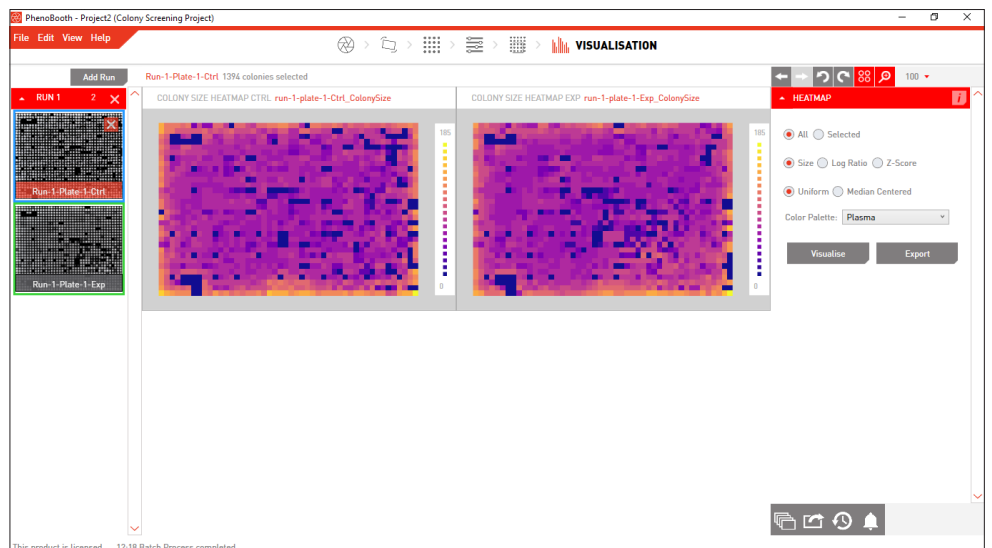 PhenoBooth - Project2 (Colony Screening Project)
File Edit View Help
VISUALISATION
Add Run
Run-1-Plate-1-Ctrl 1394 colonies selected
100
RUN 1 2
COLONY SIZE HEATMAP CTRL run-1-plate-1-Ctrl_ColonySize
COLONY SIZE HEATMAP EXP run-1-plate-1-Exp_ColonySize
HEATMAP
i
185
0
185
0
Run-1-Plate-1-Ctrl
Run-1-Plate-1-Exp
All Selected
Size Log Ratio Z-Score
Uniform Median Centered
Color Palette: Plasma
Visualise Export
This product is licensed 12:18 Batch Process completed